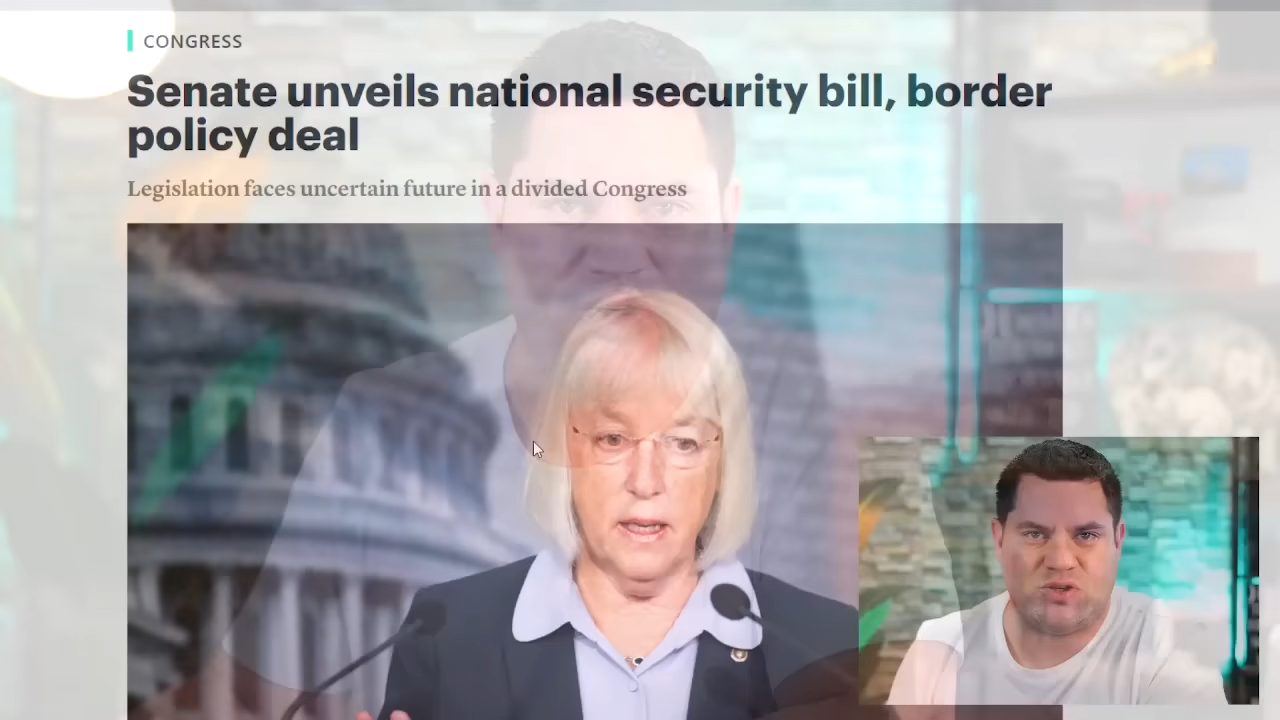 CONGRESS
Senate unveils national security bill, border
policy deal
Legislation faces uncertain future in a divided Congress